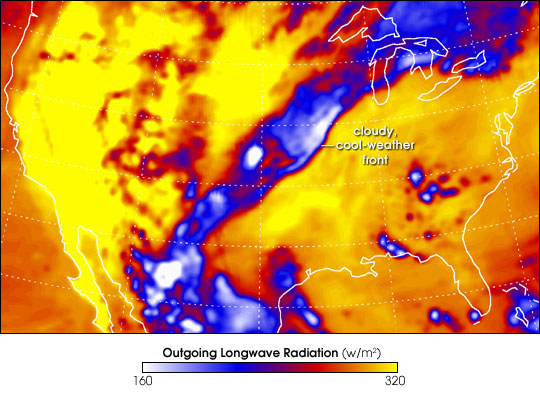 cloudy,
cool-weather
front
Outgoing Longwave Radiation (w/m²)
160 320